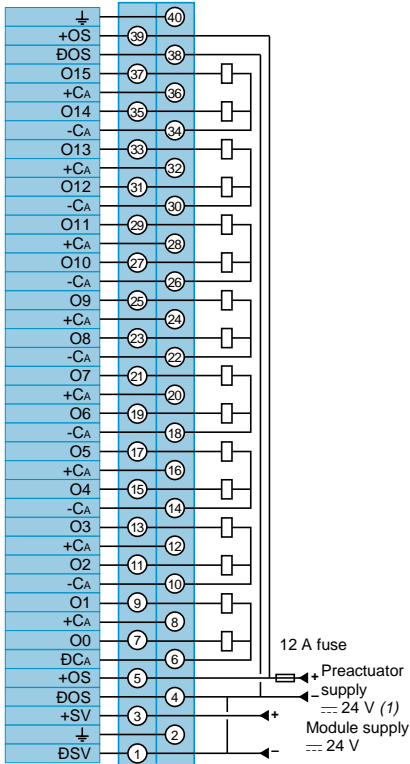 ⏚ 40
+OS 39
ÐOS 38
O15 37
+CA 36
O14 35
-CA 34
O13 33
+CA 32
O12 31
-CA 30
O11 29
+CA 28
O10 27
-CA 26
O9 25
+CA 24
O8 23
-CA 22
O7 21
+CA 20
O6 19
-CA 18
O5 17
+CA 16
O4 15
-CA 14
O3 13
+CA 12
O2 11
-CA 10
O1 9
+CA 8
O0 7
ÐCA 6
+OS 5
ÐOS 4
+SV 3
⏚ 2
ÐSV 1
12 A fuse
+ Preactuator
supply
– ⎓ 24 V (1)
+ Module supply
⎓ 24 V
–